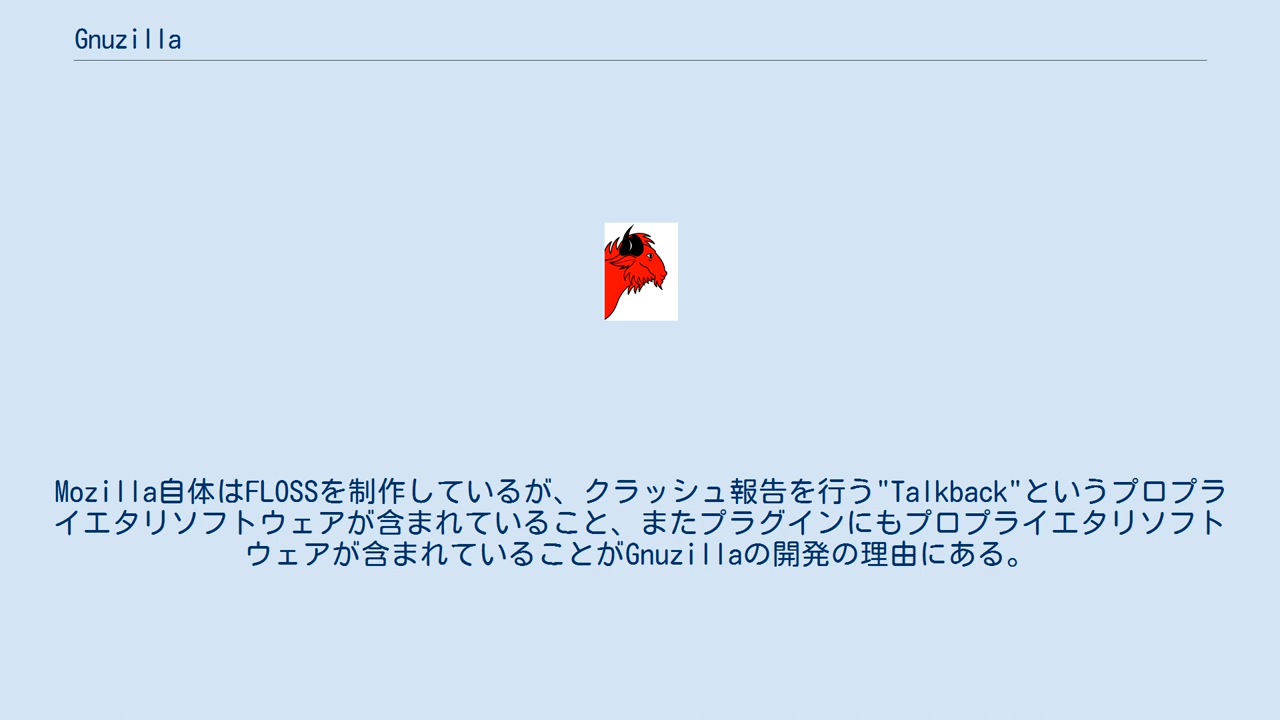 Gnuzilla
Mozilla自体はFLOSSを制作しているが、クラッシュ報告を行う"Talkback"というプロプラ
イエタリソフトウェアが含まれていること、またプラグインにもプロプライエタリソフト
ウェアが含まれていることがGnuzillaの開発の理由にある。